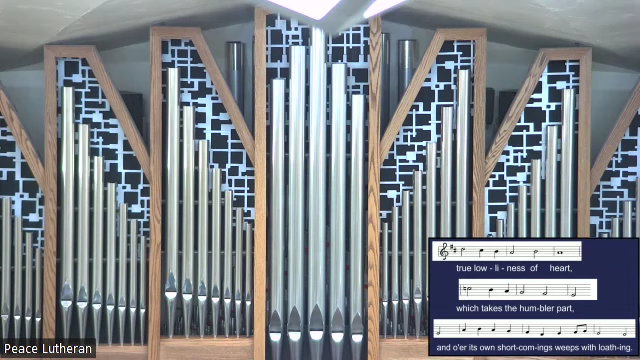 true low - li - ness of heart,
which takes the hum-bler part,
and o'er its own short-com-ings weeps with loath-ing.
Peace Lutheran